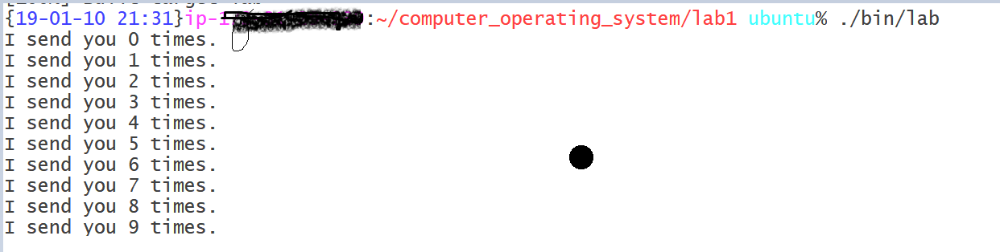 {19-01-10 21:31}ip-1 :~/computer_operating_system/lab1 ubuntu% ./bin/lab
I send you 0 times.
I send you 1 times.
I send you 2 times.
I send you 3 times.
I send you 4 times.
I send you 5 times.
I send you 6 times.
I send you 7 times.
I send you 8 times.
I send you 9 times.